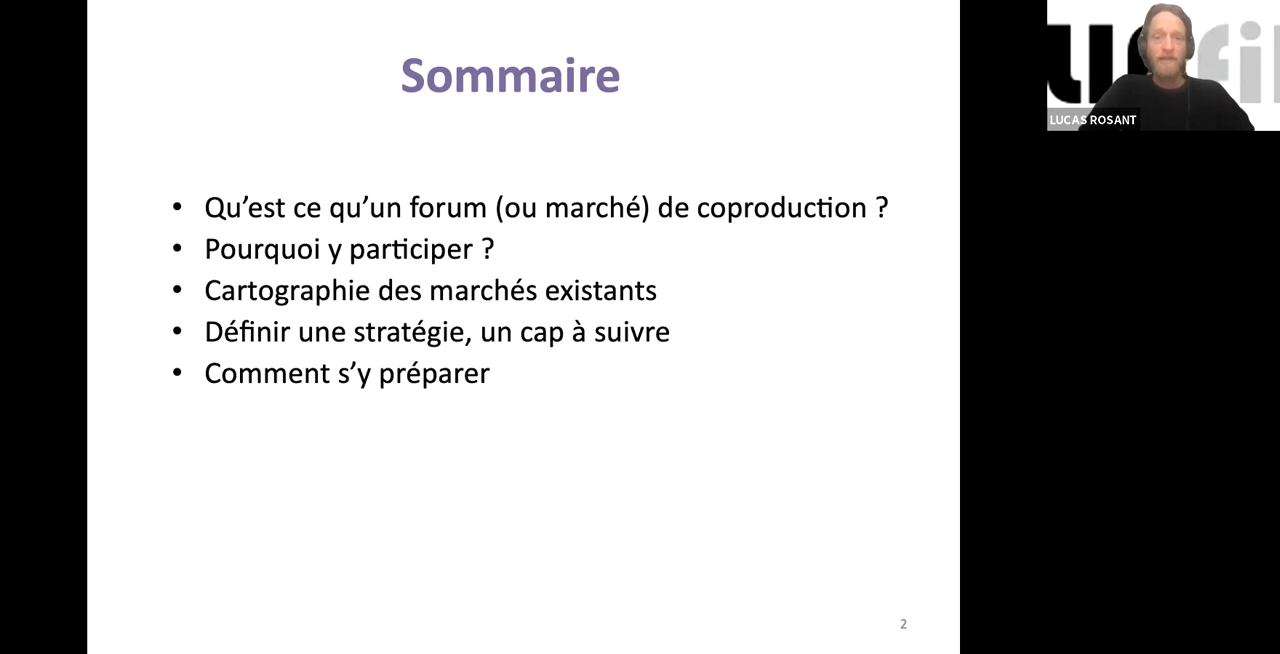 Sommaire
• Qu’est ce qu’un forum (ou marché) de coproduction ?
• Pourquoi y participer ?
• Cartographie des marchés existants
• Définir une stratégie, un cap à suivre
• Comment s’y préparer
2
LUCAS ROSANT